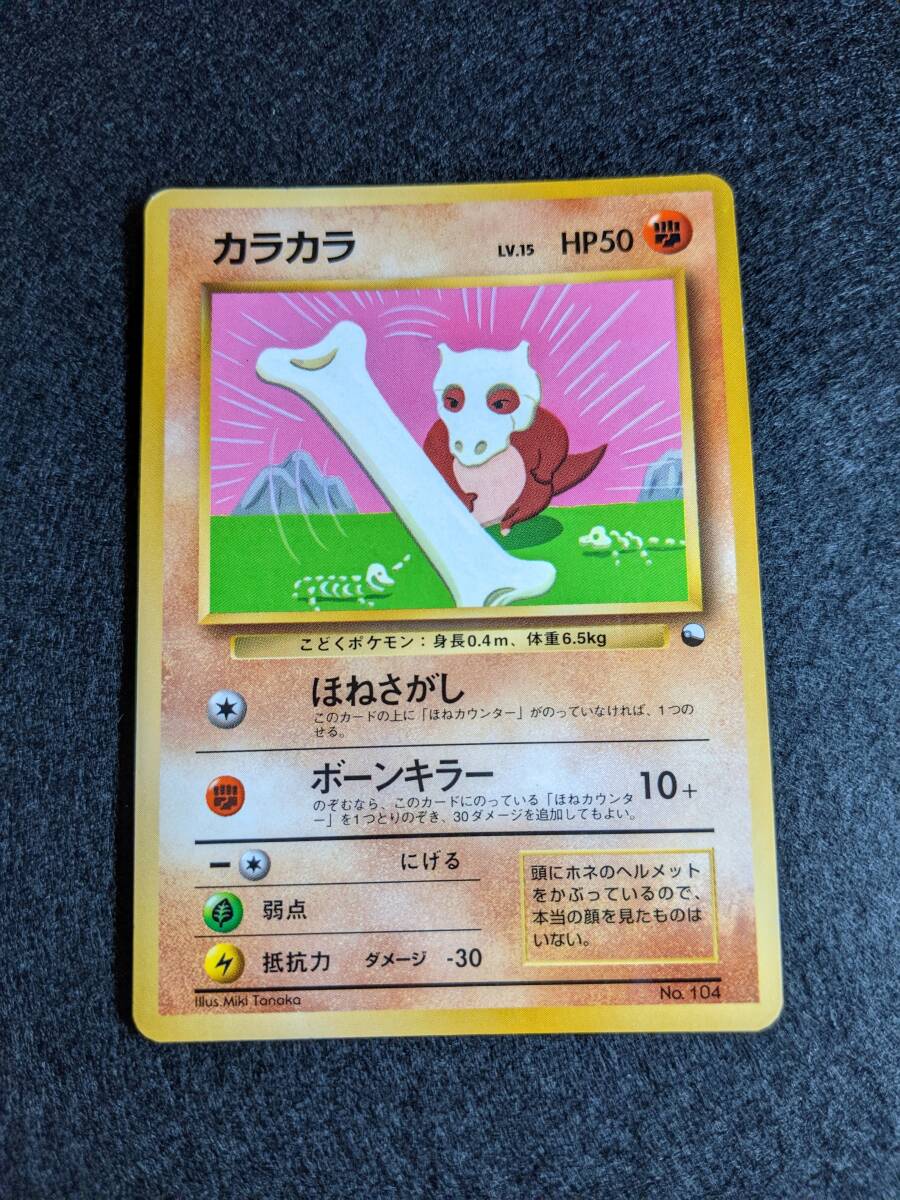 カラカラ LV.15 HP50
こどくポケモン：身長0.4m、体重6.5kg
ほねさがし
このカードの上に「ほねカウンター」がのっていなければ、1つの
せる。
ボーンキラー 10+
のぞむなら、このカードにのっている「ほねカウンタ
ー」を1つとりのぞき、30ダメージを追加してもよい。
ー にげる
弱点
抵抗力 ダメージ -30
頭にホネのヘルメット
をかぶっているので、
本当の顔を見たものは
いない。
Illus. Miki Tanaka
No. 104